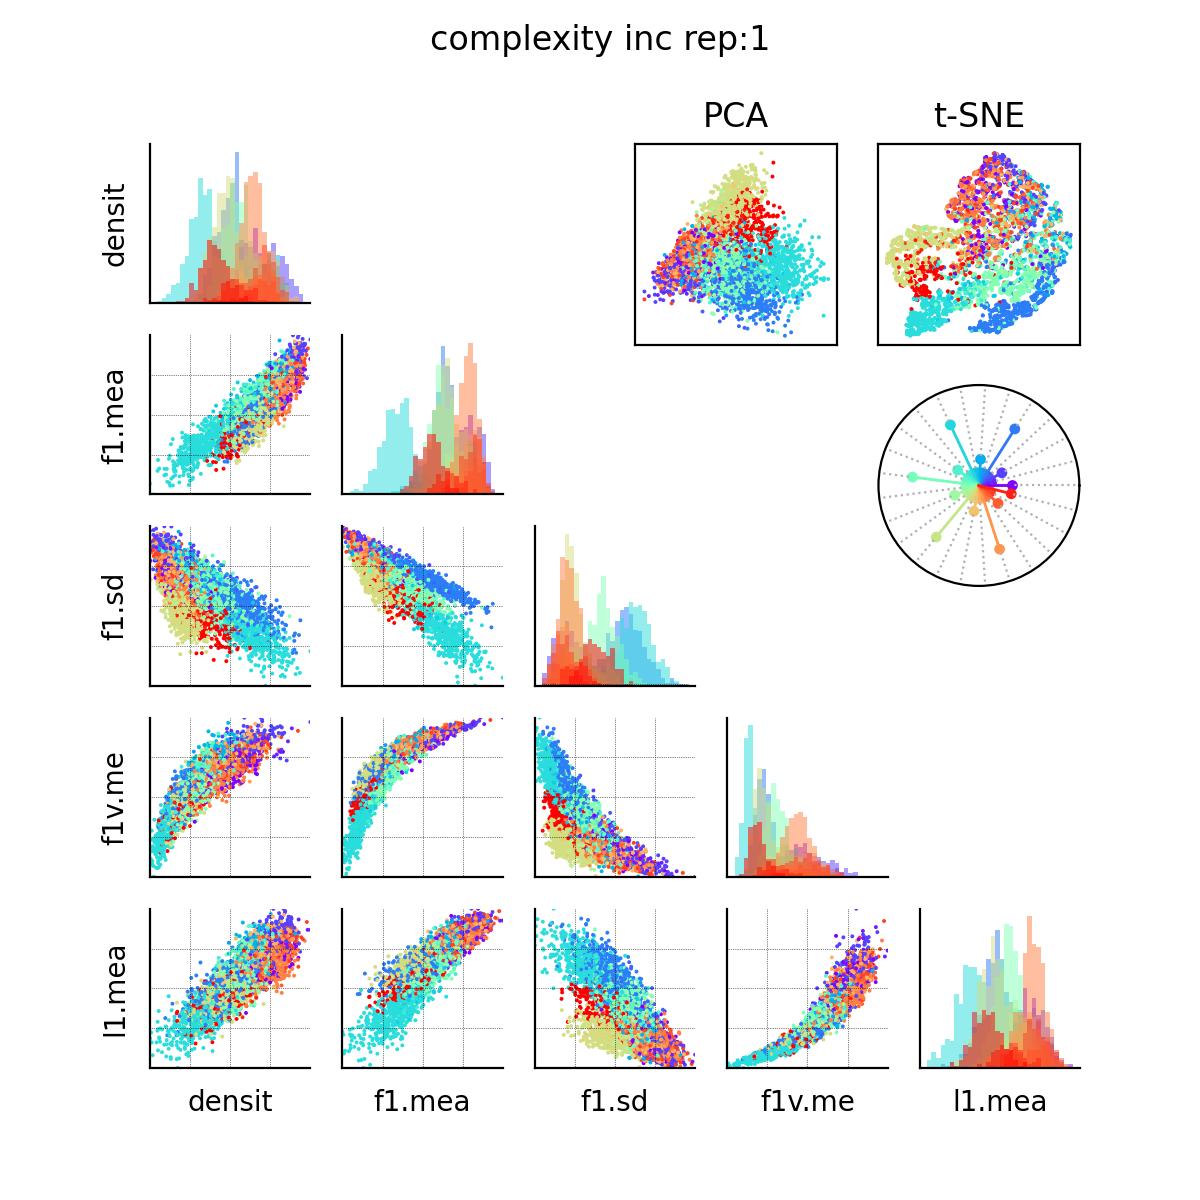 complexity inc rep:1
PCA
t-SNE
densit
f1.mea
f1.sd
f1v.me
l1.mea
densit
f1.mea
f1.sd
f1v.me
l1.mea